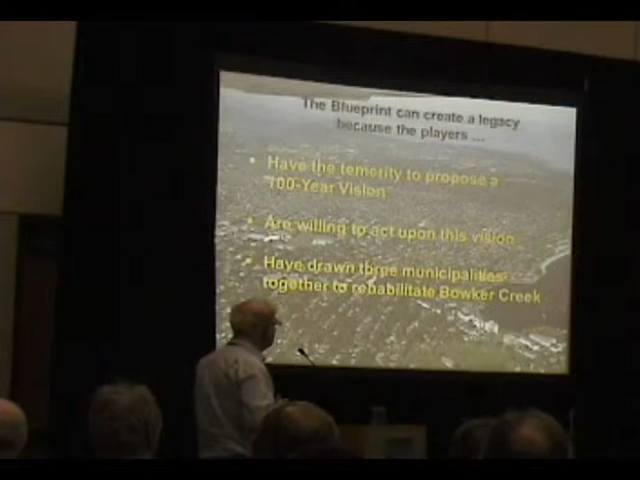 The Blueprint can create a legacy
because the players ...
• Have the temerity to propose a
"100-Year Vision"
• Are willing to act upon this vision
• Have drawn three municipalities
together to rehabilitate Bowker Creek